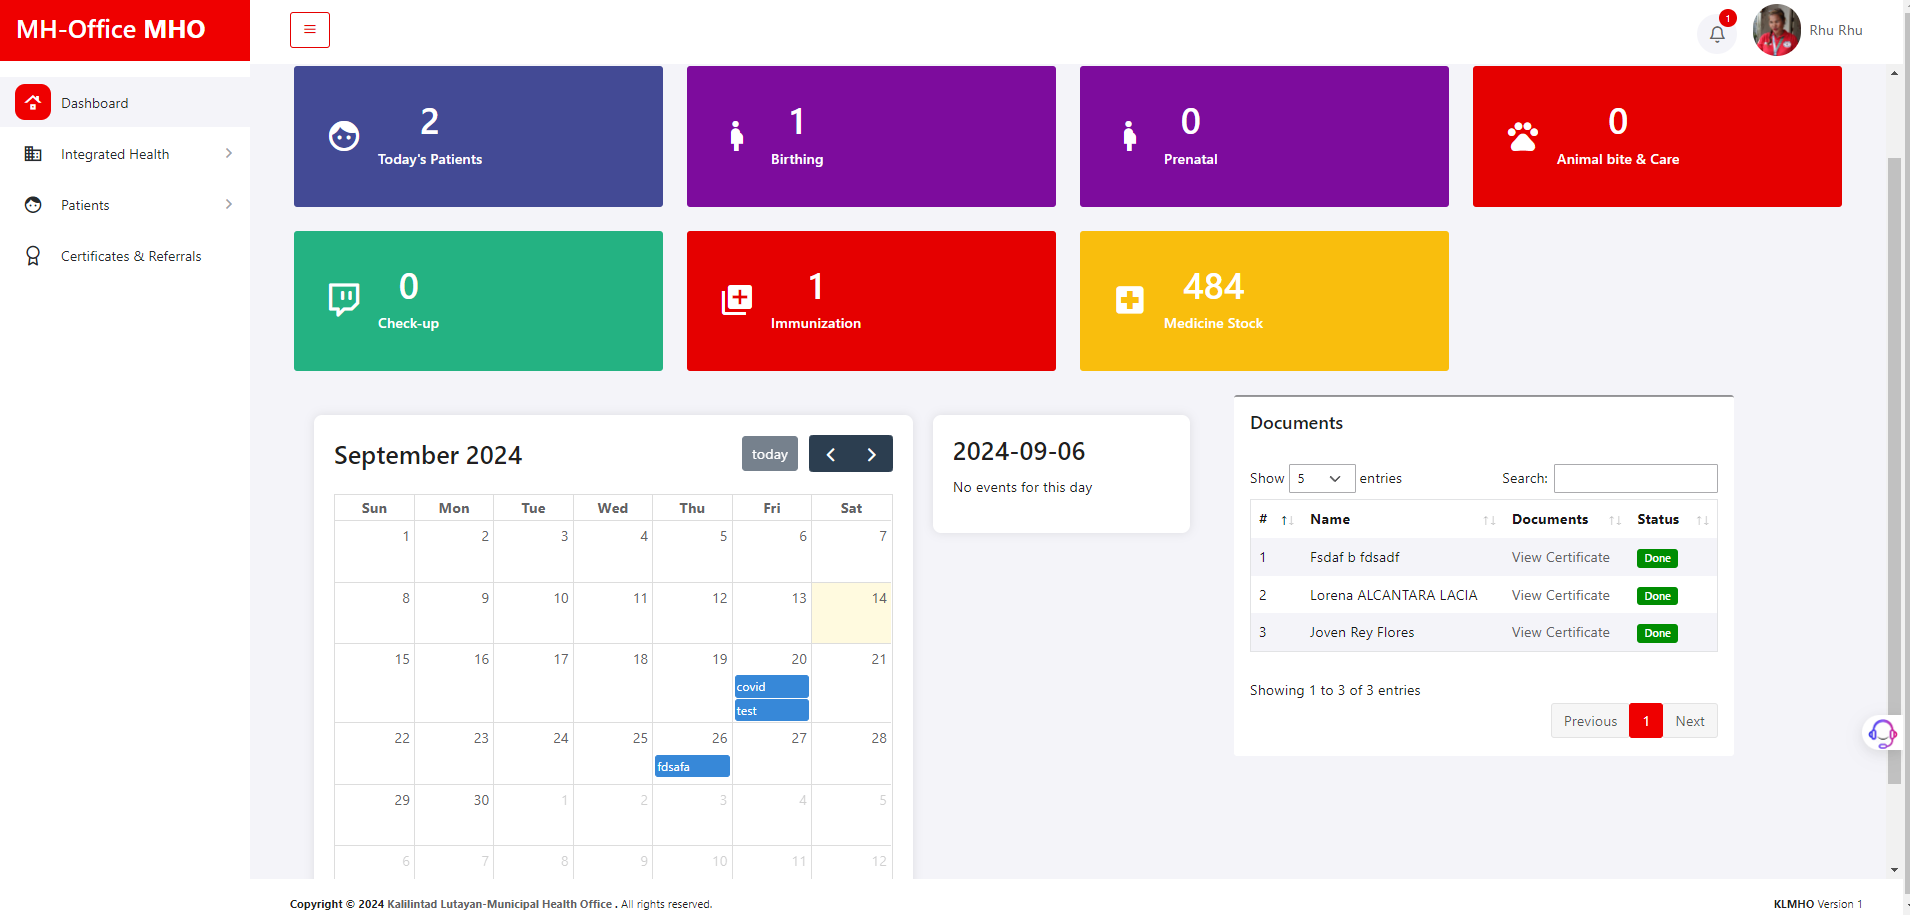 MH-Office MHO
1
Rhu Rhu
Dashboard
Integrated Health
Patients
Certificates & Referrals
2
Today's Patients
1
Birthing
0
Prenatal
0
Animal bite & Care
0
Check-up
1
Immunization
484
Medicine Stock
September 2024
today
Sun Mon Tue Wed Thu Fri Sat
1 2 3 4 5 6 7
8 9 10 11 12 13 14
15 16 17 18 19 20 21
covid
test
22 23 24 25 26 27 28
fdsafa
29 30 1 2 3 4 5
6 7 8 9 10 11 12
2024-09-06
No events for this day
Documents
Show 5 entries Search:
# Name Documents Status
1 Fsdaf b fdsadf View Certificate Done
2 Lorena ALCANTARA LACIA View Certificate Done
3 Joven Rey Flores View Certificate Done
Showing 1 to 3 of 3 entries
Previous 1 Next
Copyright © 2024 Kalilintad Lutayan-Municipal Health Office . All rights reserved.
KLMHO Version 1